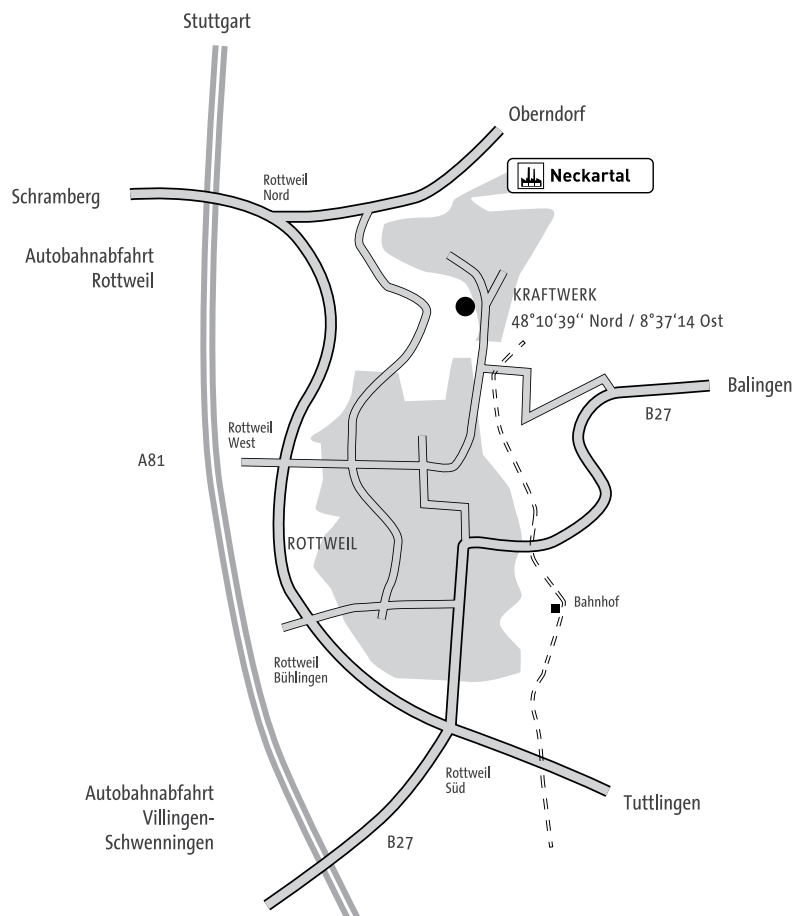 Stuttgart
Oberndorf
Neckartal
Schramberg
Rottweil
Nord
Autobahnabfahrt
Rottweil
KRAFTWERK
48°10‘39‘‘ Nord / 8°37‘14 Ost
Balingen
B27
Rottweil
West
A81
ROTTWEIL
Bahnhof
Rottweil
Bühlingen
Rottweil
Süd
Autobahnabfahrt
Villingen-
Schwenningen
Tuttlingen
B27